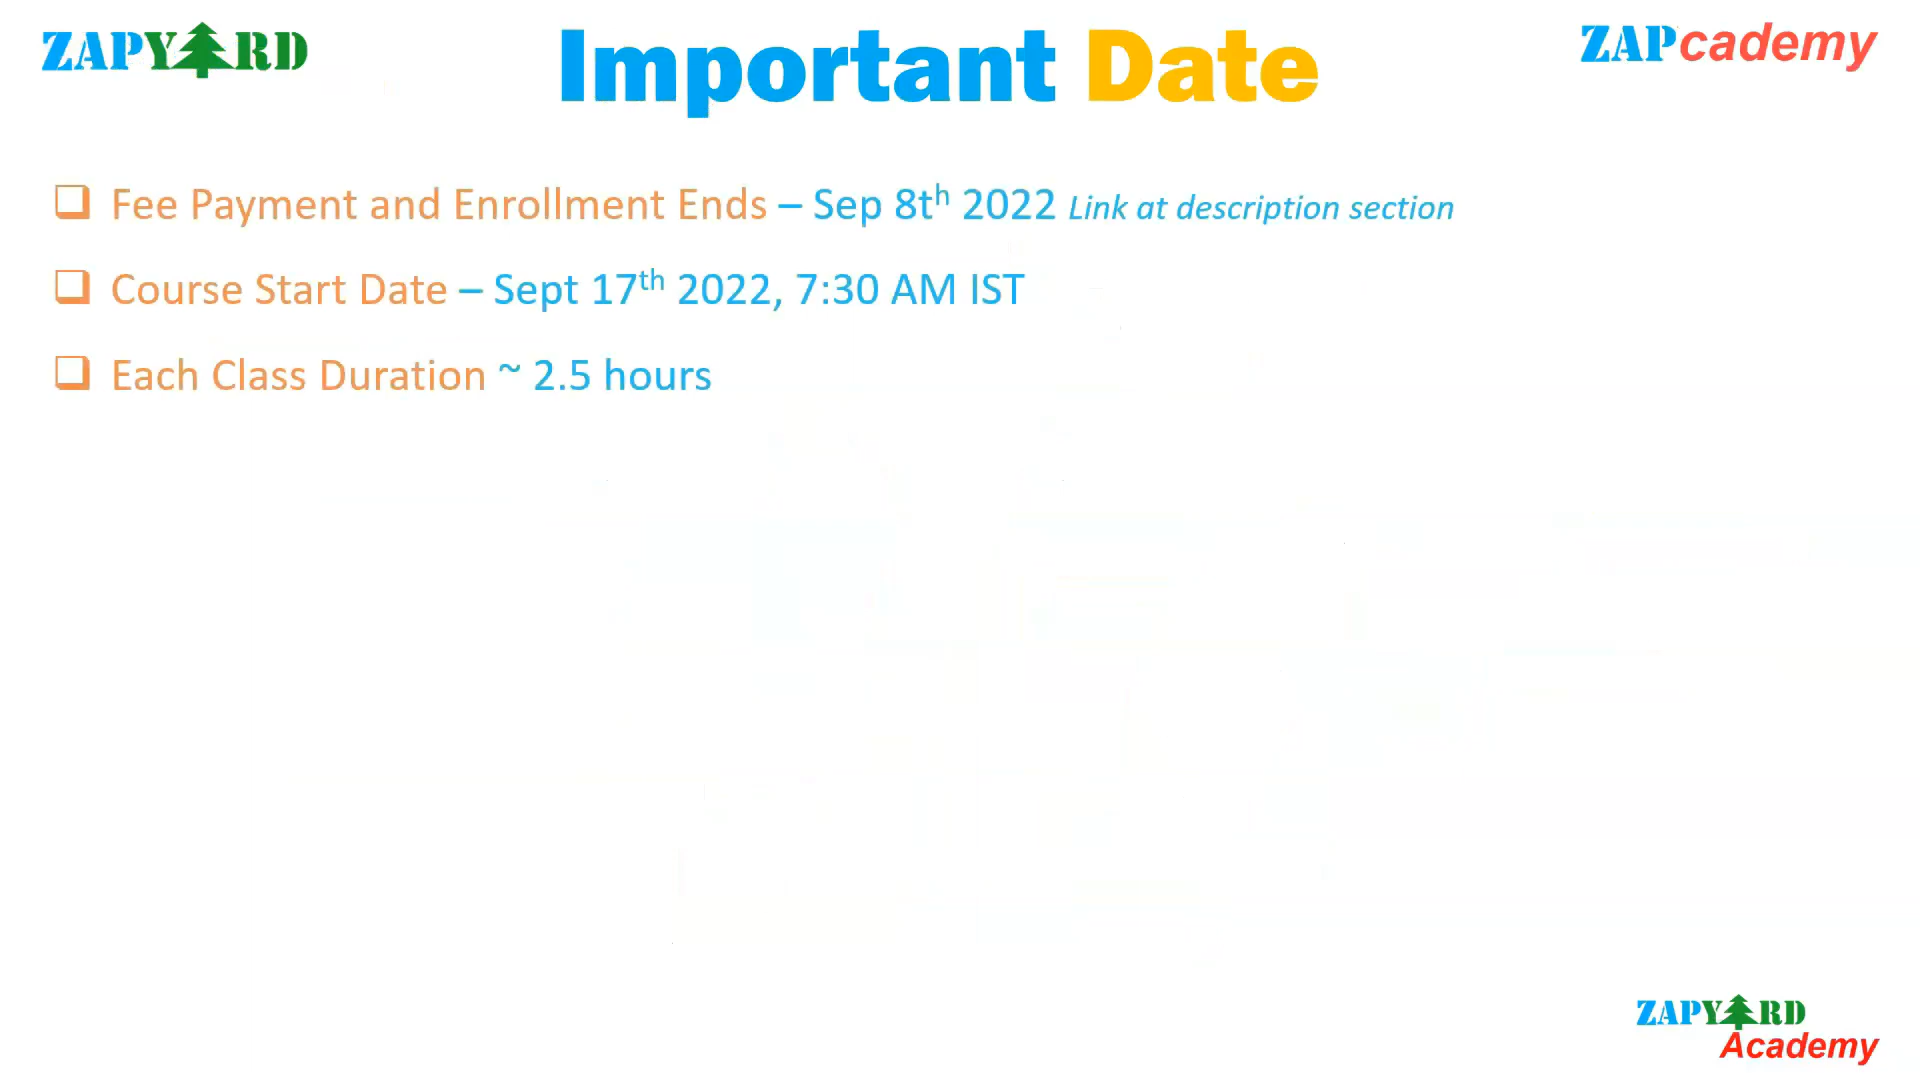 ZAPYARD
Important Date
ZAPcademy
Fee Payment and Enrollment Ends – Sep 8th 2022 Link at description section
Course Start Date – Sept 17th 2022, 7:30 AM IST
Each Class Duration ~ 2.5 hours
ZAPYARD
Academy